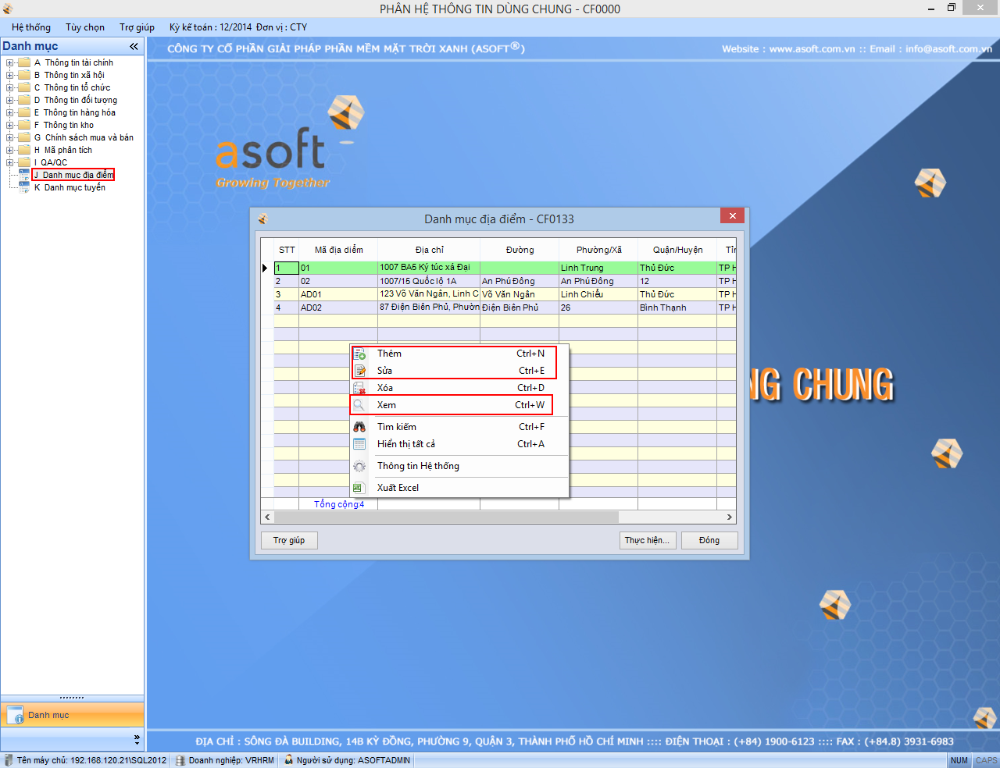 PHÂN HỆ THÔNG TIN DÙNG CHUNG - CF0000
Hệ thống Tùy chọn Trợ giúp Kỳ kế toán : 12/2014 Đơn vị : CTY
Danh mục
CÔNG TY CỔ PHẦN GIẢI PHÁP PHẦN MỀM MẶT TRỜI XANH (ASOFT®)
Website : www.asoft.com.vn :: Email : info@asoft.com.vn
A Thông tin tài chính
B Thông tin xã hội
C Thông tin tổ chức
D Thông tin đối tượng
E Thông tin hàng hóa
F Thông tin kho
G Chính sách mua và bán
H Mã phân tích
I QA/QC
J Danh mục địa điểm
K Danh mục tuyến
asoft
Growing Together
Danh mục địa điểm - CF0133
STT Mã địa điểm Địa chỉ Đường Phường/Xã Quận/Huyện Tỉn
1 01 1007 BA5 Ký túc xá Đại Linh Trung Thủ Đức TP H
2 02 1007/15 Quốc lộ 1A An Phú Đông An Phú Đông 12 TP H
3 AD01 123 Võ Văn Ngân, Linh C Võ Văn Ngân Linh Chiểu Thủ Đức TP H
4 AD02 87 Điện Biên Phủ, Phườn Điện Biên Phủ 26 Bình Thạnh TP H
Thêm Ctrl+N
Sửa Ctrl+E
Xóa Ctrl+D
Xem Ctrl+W
Tìm kiếm Ctrl+F
Hiển thị tất cả Ctrl+A
Thông tin Hệ thống
Xuất Excel
NG CHUNG
Tổng cộng:4
Trợ giúp Thực hiện... Đóng
Danh mục
ĐỊA CHỈ : SÔNG ĐÀ BUILDING, 14B KỲ ĐỒNG, PHƯỜNG 9, QUẬN 3, THÀNH PHỐ HỒ CHÍ MINH :::: ĐIỆN THOẠI : (+84) 1900-6123 :::: FAX : (+84.8) 3931-6983
Tên máy chủ: 192.168.120.21\SQL2012 Doanh nghiệp: VRHRM Người sử dụng: ASOFTADMIN NUM CAPS